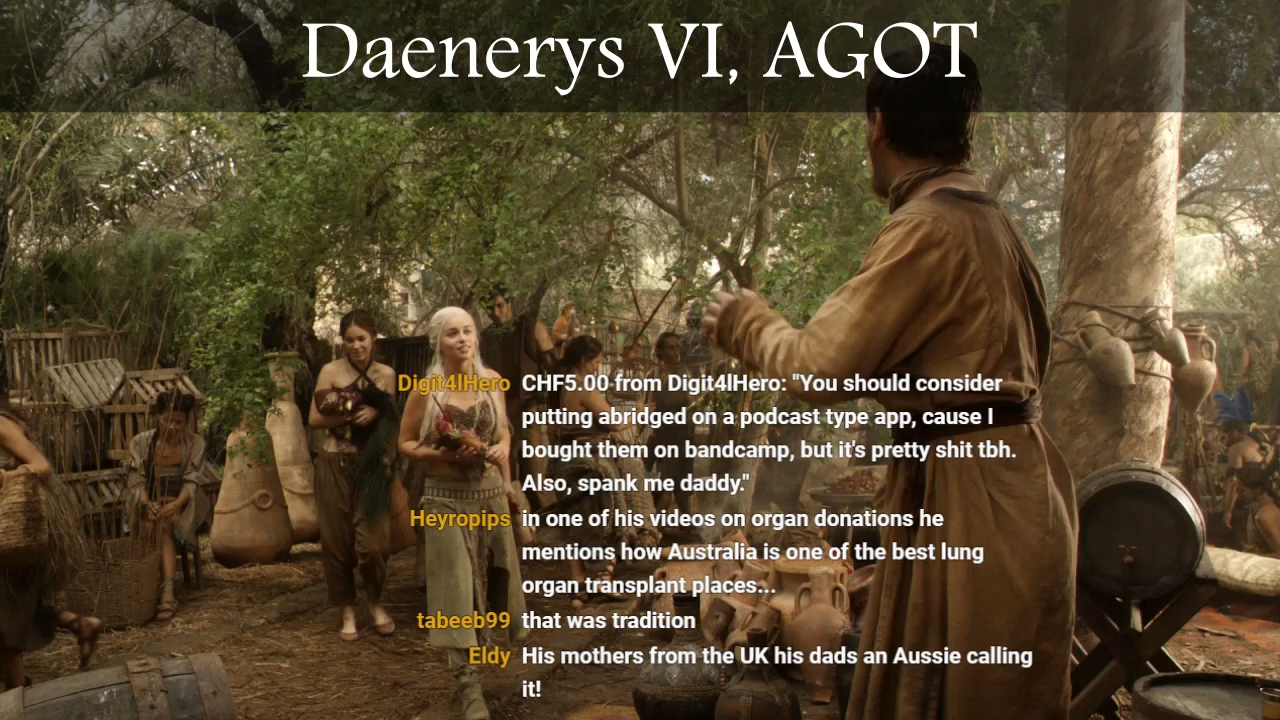 Daenerys VI, AGOT
Digit4lHero CHF5.00 from Digit4lHero: "You should consider
putting abridged on a podcast type app, cause I
bought them on bandcamp, but it's pretty shit tbh.
Also, spank me daddy."
Heyropips in one of his videos on organ donations he
mentions how Australia is one of the best lung
organ transplant places...
tabeeb99 that was tradition
Eldy His mothers from the UK his dads an Aussie calling
it!